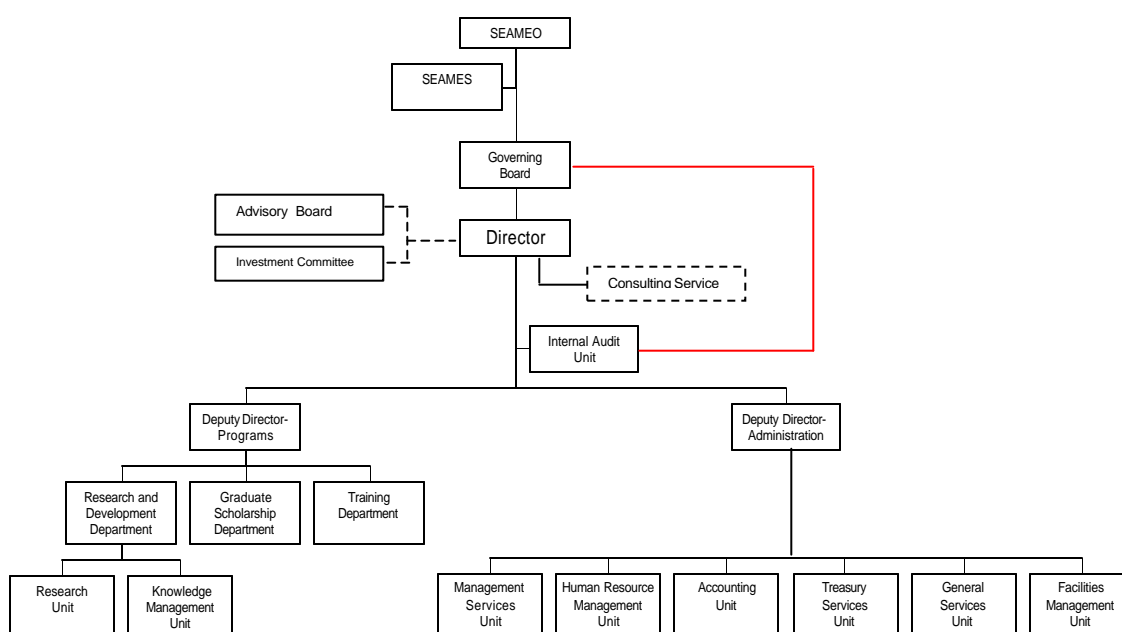 SEAMEO
SEAMES
Governing
Board
Advisory Board
Director
Investment Committee
Consulting Service
Internal Audit
Unit
Deputy Director-
Programs
Deputy Director-
Administration
Research and
Development
Department
Graduate
Scholarship
Department
Training
Department
Research
Unit
Knowledge
Management
Unit
Management
Services
Unit
Human Resource
Management
Unit
Accounting
Unit
Treasury
Services
Unit
General
Services
Unit
Facilities
Management
Unit